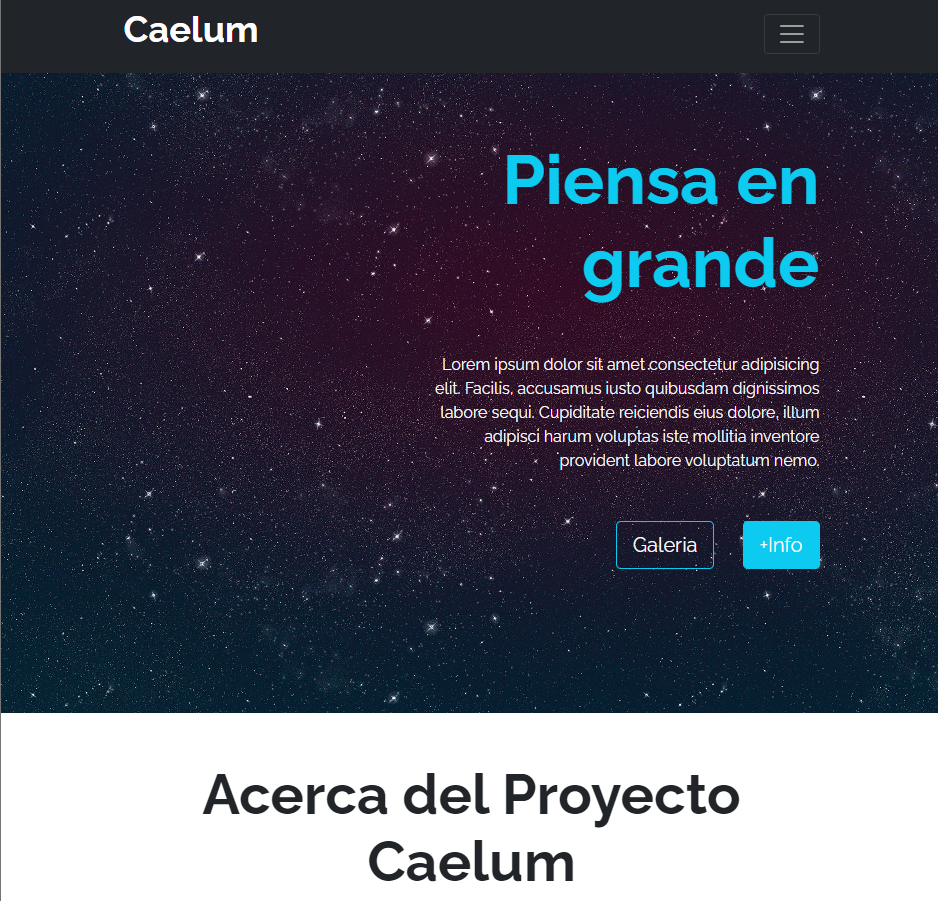 Caelum
Piensa en
grande
Lorem ipsum dolor sit amet consectetur adipisicing
elit. Facilis, accusamus iusto quibusdam dignissimos
labore sequi. Cupiditate reiciendis eius dolore, illum
adipisci harum voluptas iste mollitia inventore
provident labore voluptatum nemo.
Galeria
+Info
Acerca del Proyecto
Caelum